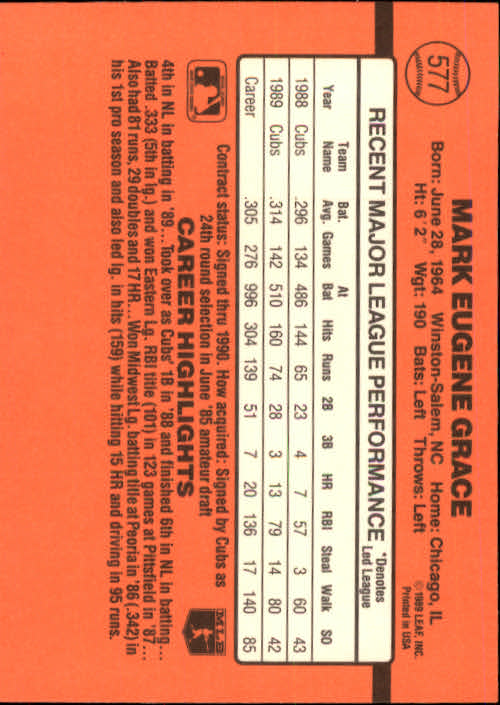 577
MARK EUGENE GRACE
Born: June 28, 1964 Winston-Salem, NC Home: Chicago, IL
Ht: 6'2" Wgt: 190 Bats: Left Throws: Left
© 1989 LEAF, INC.
Printed in USA
RECENT MAJOR LEAGUE PERFORMANCE *Denotes Led League
Year Team Name Bat. Avg. Games At Bat Hits Runs 2B 3B HR RBI Steal Walk SO
1988 Cubs .296 134 486 144 65 23 4 7 57 3 60 43
1989 Cubs .314 142 510 160 74 28 3 13 79 14 80 42
Career .305 276 996 304 139 51 7 20 136 17 140 85
Contract status: Signed thru 1990. How acquired: Signed by Cubs as
24th round selection in June '85 amateur draft
CAREER HIGHLIGHTS
4th in NL in batting in '89... Took over as Cubs' 1B in '88 and finished 6th in NL in batting...
Batted .333 (5th in lg.) and won Eastern Lg. RBI title (101) in 123 games at Pittsfield in '87...
Also had 81 runs, 29 doubles and 17 HR... Won Midwest Lg. batting title at Peoria in '86 (.342) in
his 1st pro season and also led lg. in hits (159) while hitting 15 HR and driving in 95 runs.
MLB